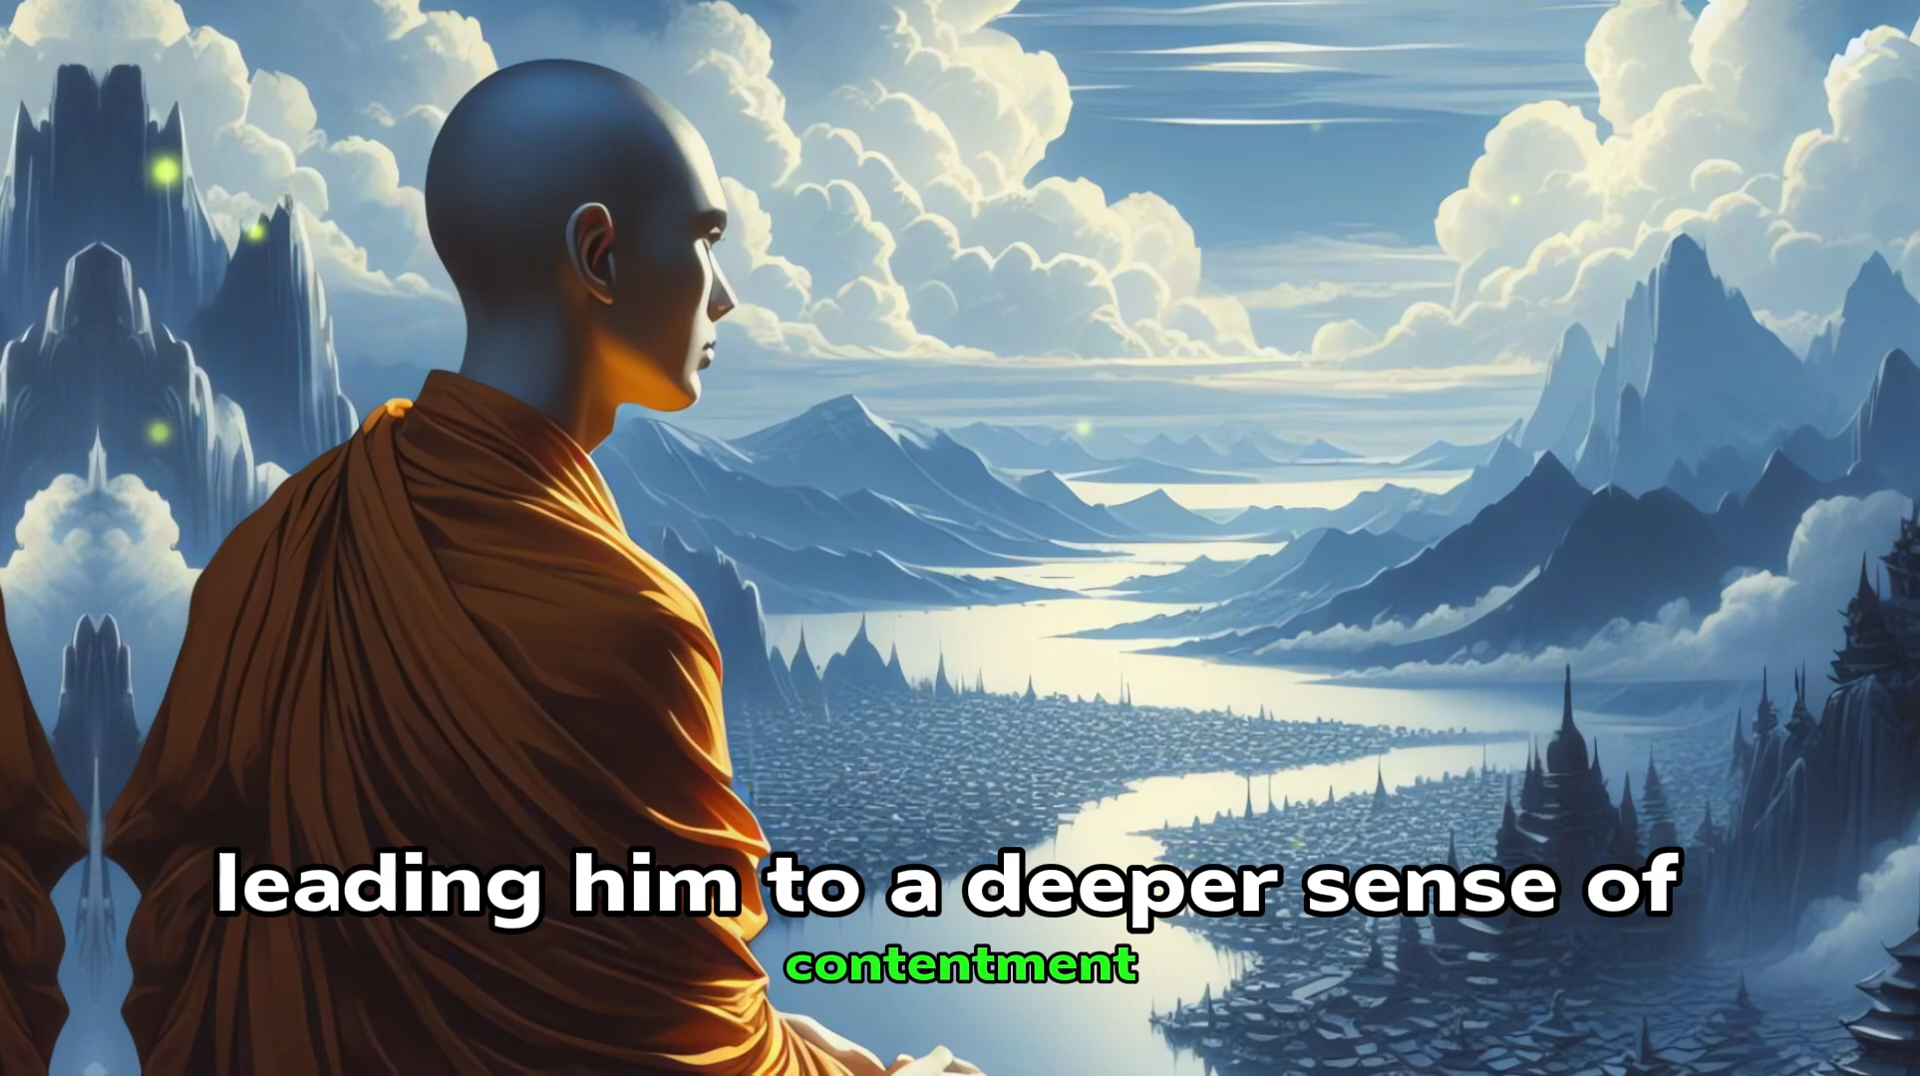 leading him to a deeper sense of
contentment